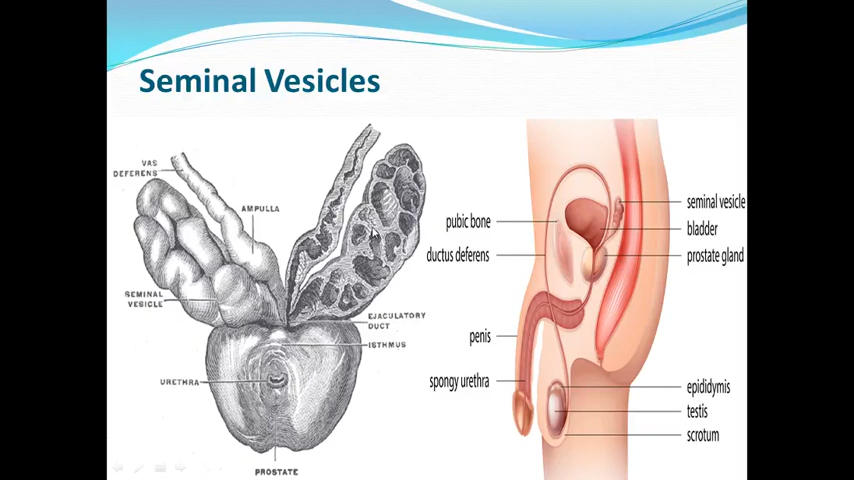 Seminal Vesicles
VAS
DEFERENS
AMPULLA
SEMINAL
VESICLE
EJACULATORY
DUCT
ISTHMUS
URETHRA
PROSTATE
pubic bone
ductus deferens
penis
spongy urethra
seminal vesicle
bladder
prostate gland
epididymis
testis
scrotum